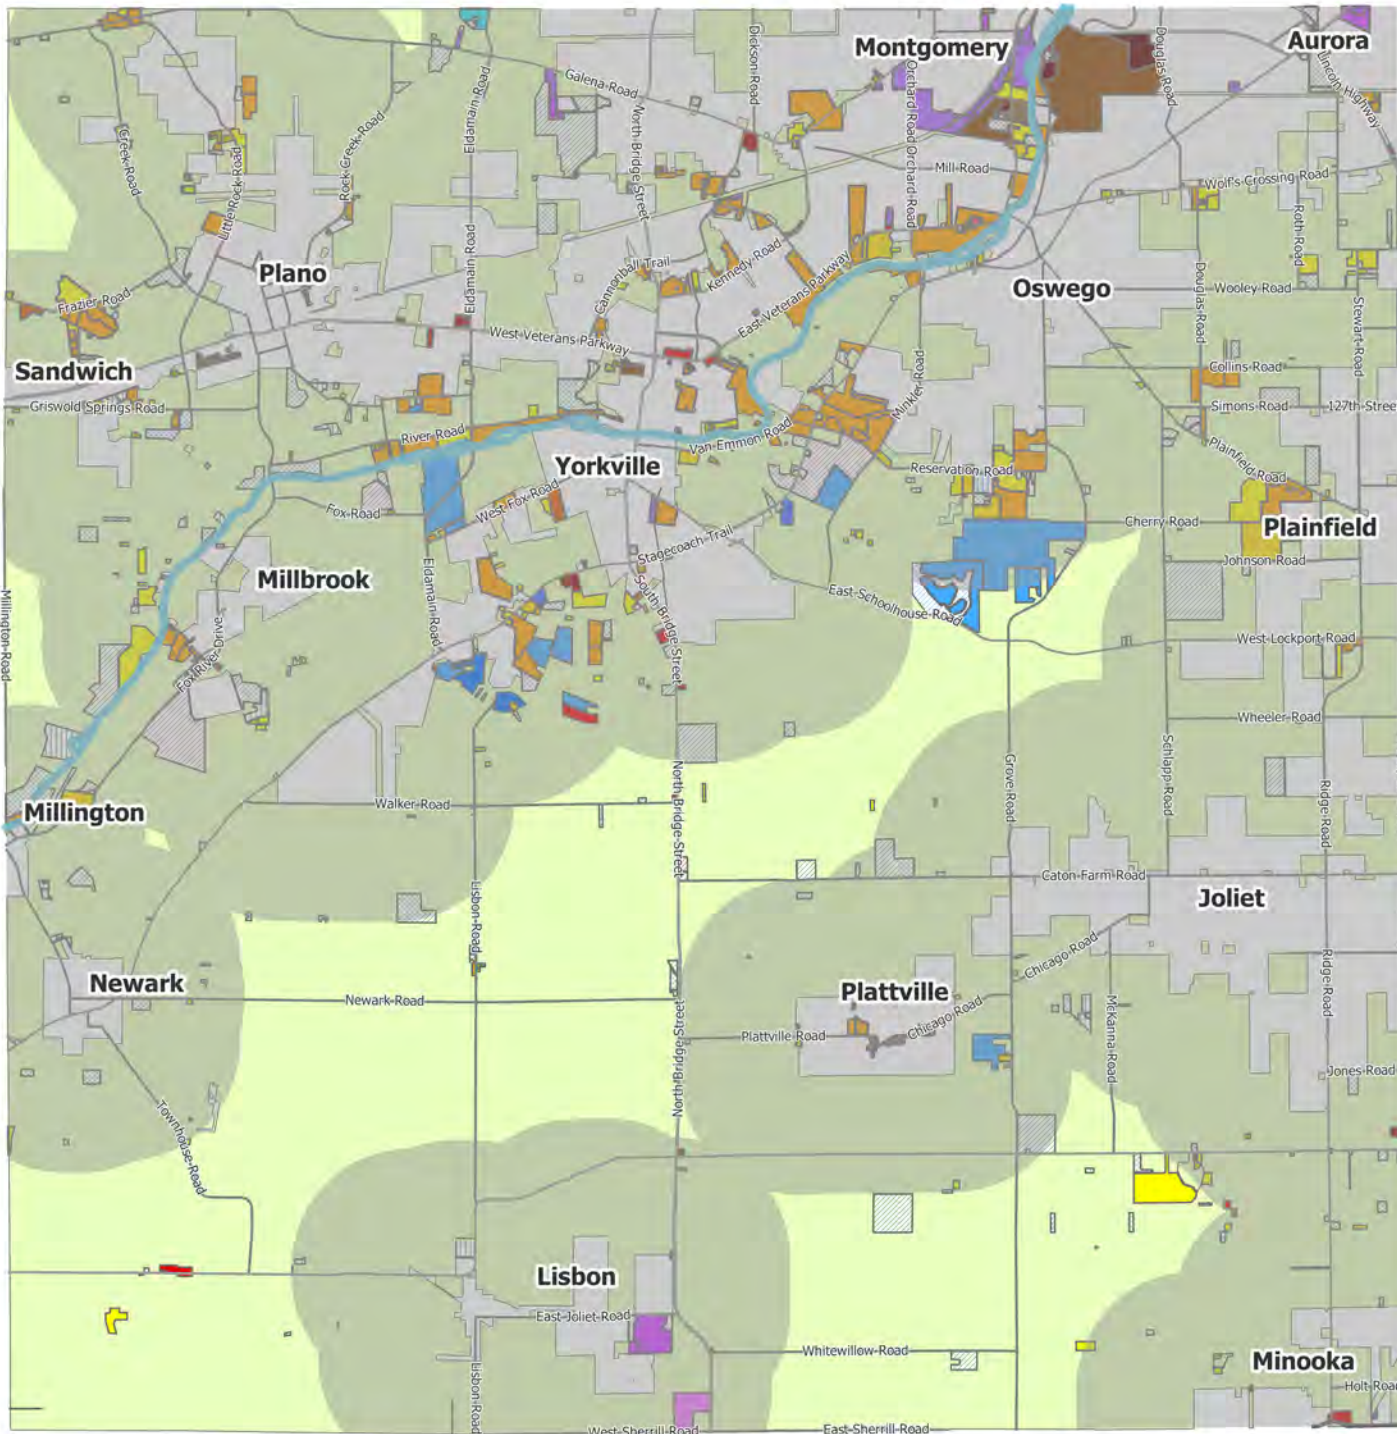 Montgomery
Aurora
Douglas Road
Dickson Road
Orchard Road
Orchard Road
Lincoln Highway
Galena Road
Eldamain Road
North Bridge Street
Creek Road
Little Rock Road
Rock Creek Road
Mill Road
Wolf's Crossing Road
Roth Road
Plano
Cannonball Trail
Kennedy Road
East Veterans Parkway
Eldamain Road
Oswego
Wooley Road
Douglas Road
Stewart Road
Frazier Road
West Veterans Parkway
Sandwich
Collins Road
Griswold Springs Road
Simons Road
127th Street
Minkler Road
River Road
Van Emmon Road
Yorkville
Plainfield Road
Reservation Road
West Fox Road
Fox Road
Cherry Road
Plainfield
Stagecoach Trail
Johnson Road
Millbrook
Eldamain Road
East Schoolhouse Road
South Bridge Street
Millington Road
Fox River Drive
West Lockport Road
Wheeler Road
Grove Road
Schlapp Road
Ridge Road
Millington
Walker Road
North Bridge Street
Caton Farm Road
Joliet
Lisbon Road
Chicago Road
Newark
Plattville
Ridge Road
Newark Road
Chicago Road
McKanna Road
Plattville Road
North Bridge Street
Jones Road
Townhouse Road
Lisbon
East Joliet Road
Whitewillow Road
Minooka
Lisbon Road
Holt Road
West Sherrill Road
East Sherrill Road